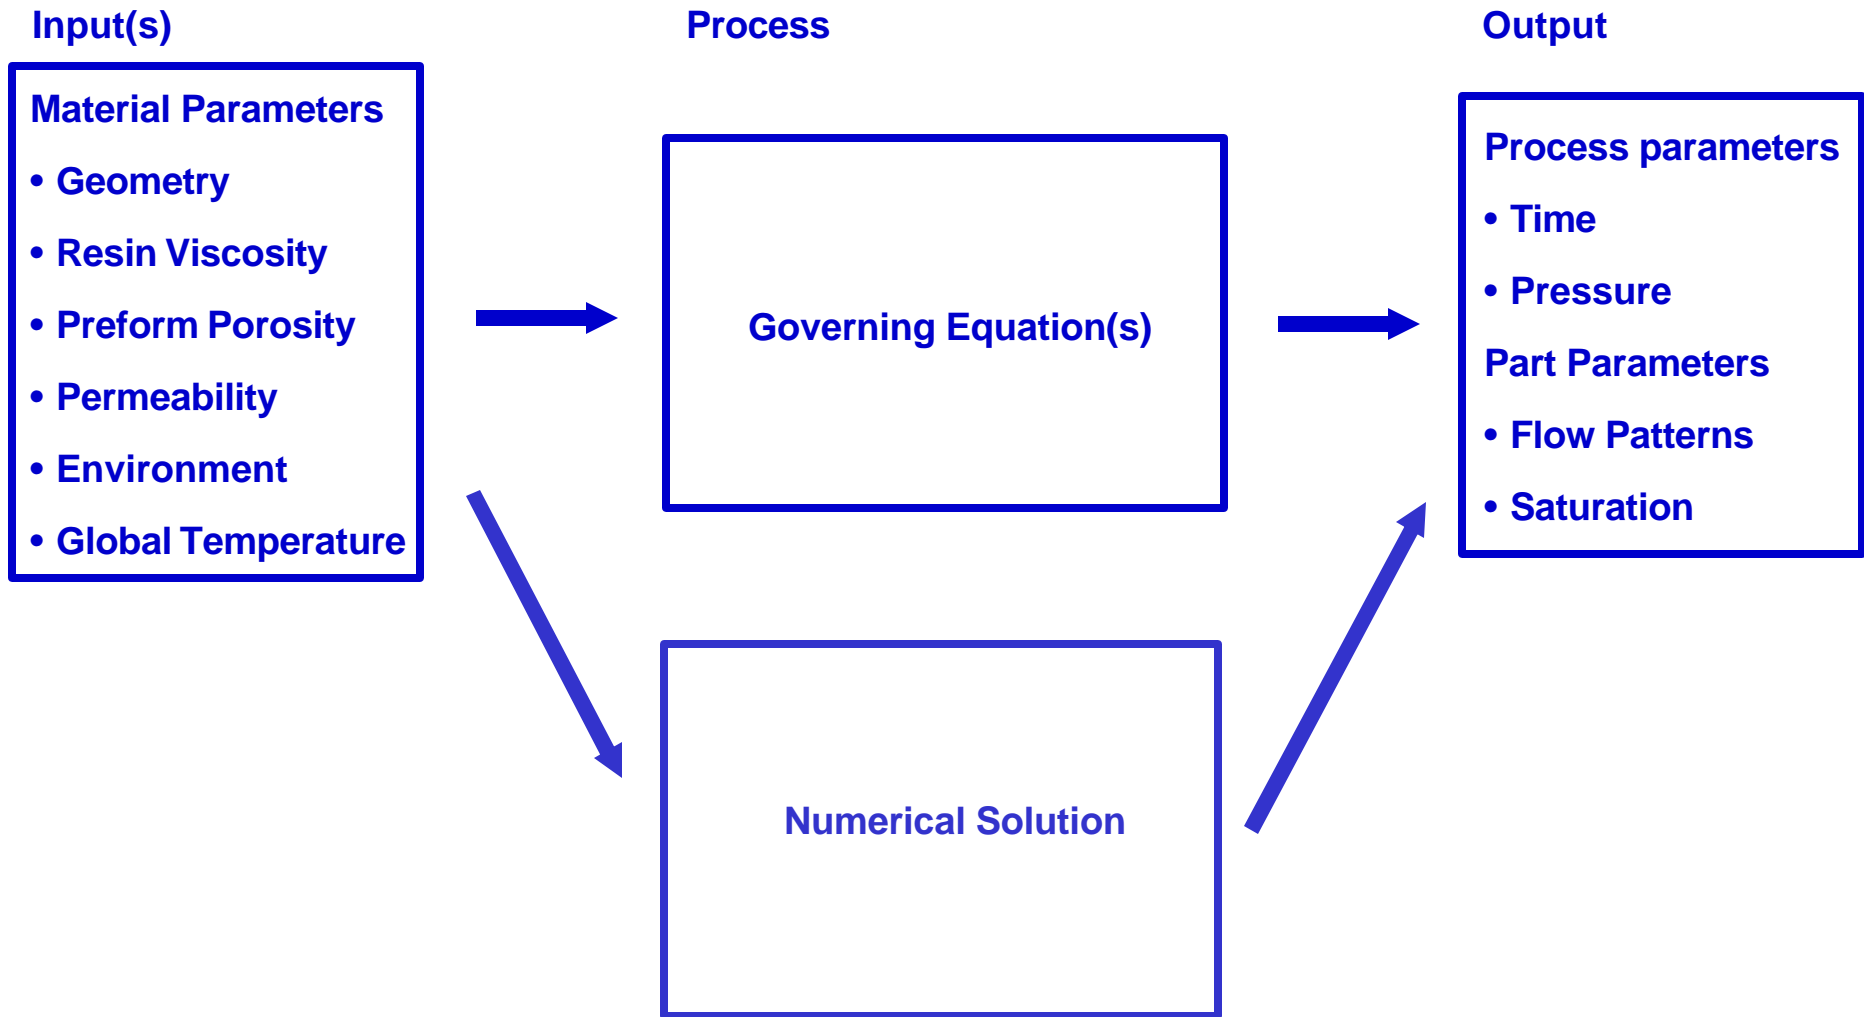 Input(s)
Process
Output
Material Parameters
• Geometry
• Resin Viscosity
• Preform Porosity
• Permeability
• Environment
• Global Temperature
Governing Equation(s)
Numerical Solution
Process parameters
• Time
• Pressure
Part Parameters
• Flow Patterns
• Saturation